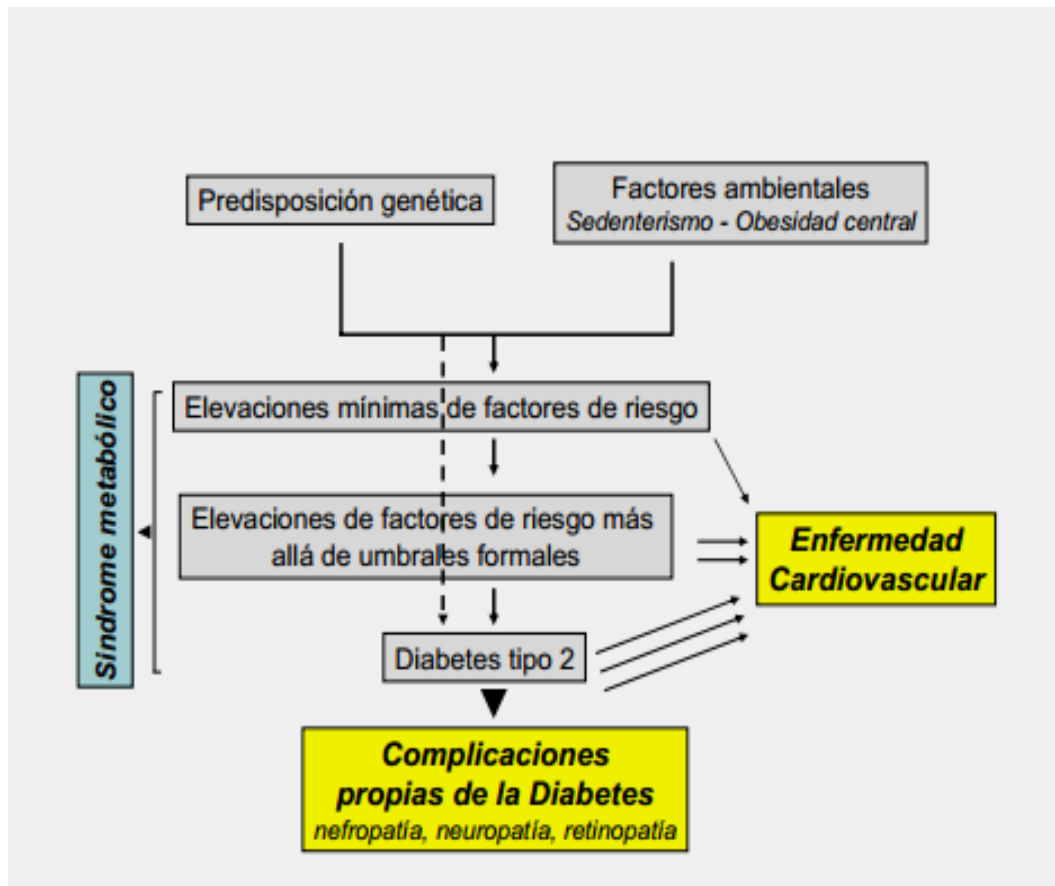 Predisposición genética
Factores ambientales
Sedenterismo - Obesidad central
Síndrome metabólico
Elevaciones mínimas de factores de riesgo
Elevaciones de factores de riesgo más
allá de umbrales formales
Enfermedad
Cardiovascular
Diabetes tipo 2
Complicaciones
propias de la Diabetes
nefropatía, neuropatía, retinopatía